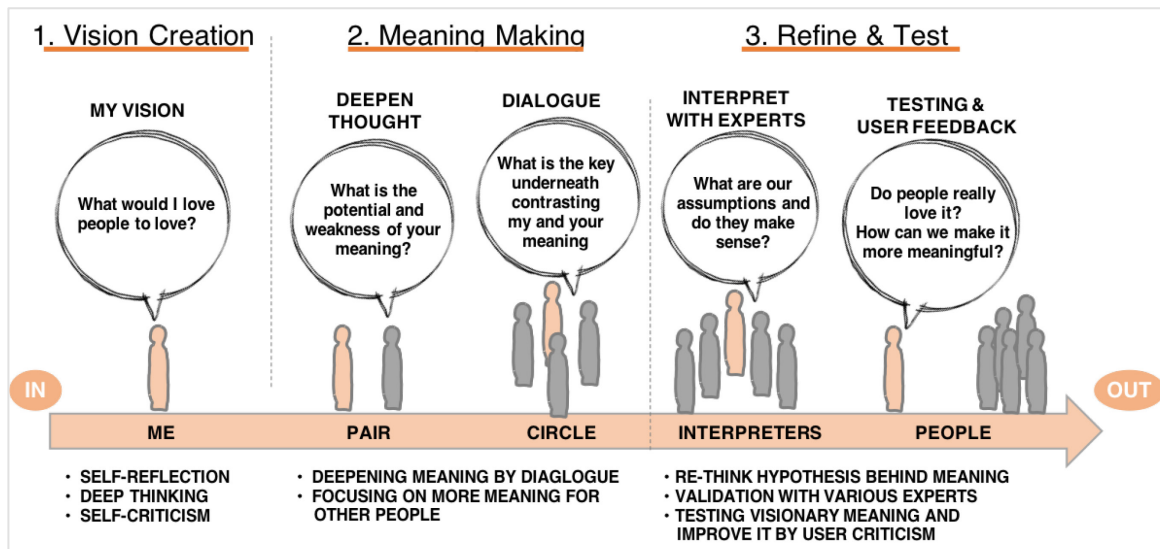 1. Vision Creation
2. Meaning Making
3. Refine & Test
MY VISION
DEEPEN
THOUGHT
DIALOGUE
INTERPRET
WITH EXPERTS
TESTING &
USER FEEDBACK
What would I love
people to love?
What is the
potential and
weakness of your
meaning?
What is the key
underneath
contrasting
my and your
meaning
What are our
assumptions and
do they make
sense?
Do people really
love it?
How can we make it
more meaningful?
IN
OUT
ME
PAIR
CIRCLE
INTERPRETERS
PEOPLE
• SELF-REFLECTION
• DEEP THINKING
• SELF-CRITICISM
• DEEPENING MEANING BY DIAGLOGUE
• FOCUSING ON MORE MEANING FOR
OTHER PEOPLE
• RE-THINK HYPOTHESIS BEHIND MEANING
• VALIDATION WITH VARIOUS EXPERTS
• TESTING VISIONARY MEANING AND
IMPROVE IT BY USER CRITICISM